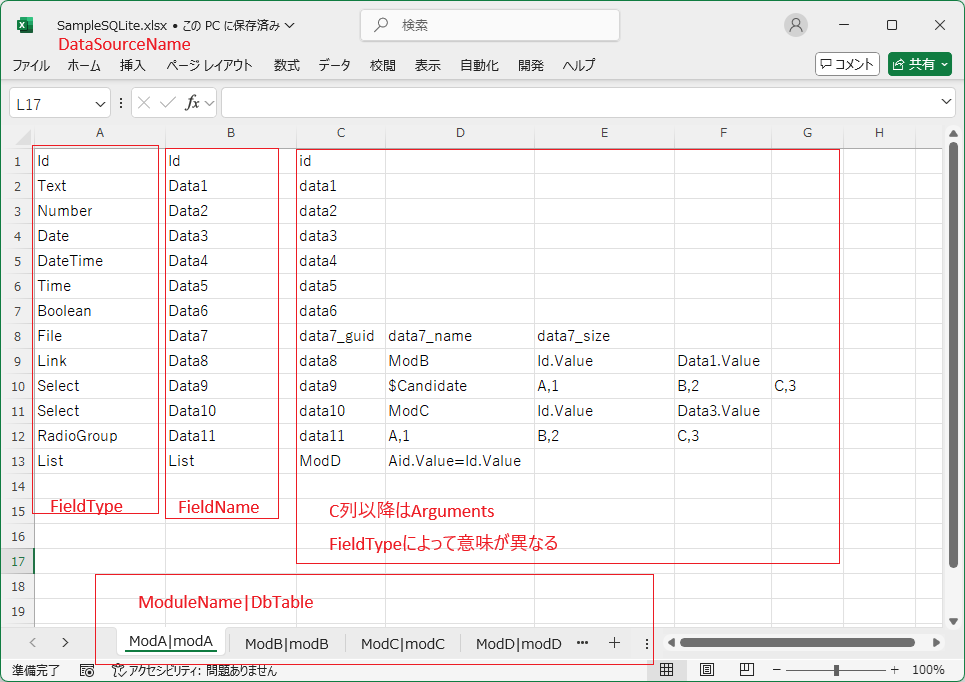 SampleSQLite.xlsx • この PC に保存済み
検索
DataSourceName
ファイル ホーム 挿入 ページ レイアウト 数式 データ 校閲 表示 自動化 開発 ヘルプ
コメント 共有
L17 fx
A B C D E F G H
1 Id Id id
2 Text Data1 data1
3 Number Data2 data2
4 Date Data3 data3
5 DateTime Data4 data4
6 Time Data5 data5
7 Boolean Data6 data6
8 File Data7 data7_guid data7_name data7_size
9 Link Data8 data8 ModB Id.Value Data1.Value
10 Select Data9 data9 $Candidate A,1 B,2 C,3
11 Select Data10 data10 ModC Id.Value Data3.Value
12 RadioGroup Data11 data11 A,1 B,2 C,3
13 List List ModD Aid.Value=Id.Value
14
15 FieldType FieldName C列以降はArguments
16
FieldTypeによって意味が異なる
17
18
ModuleName|DbTable
19
ModA|modA ModB|modB ModC|modC ModD|modD
準備完了 アクセシビリティ: 問題ありません 100%